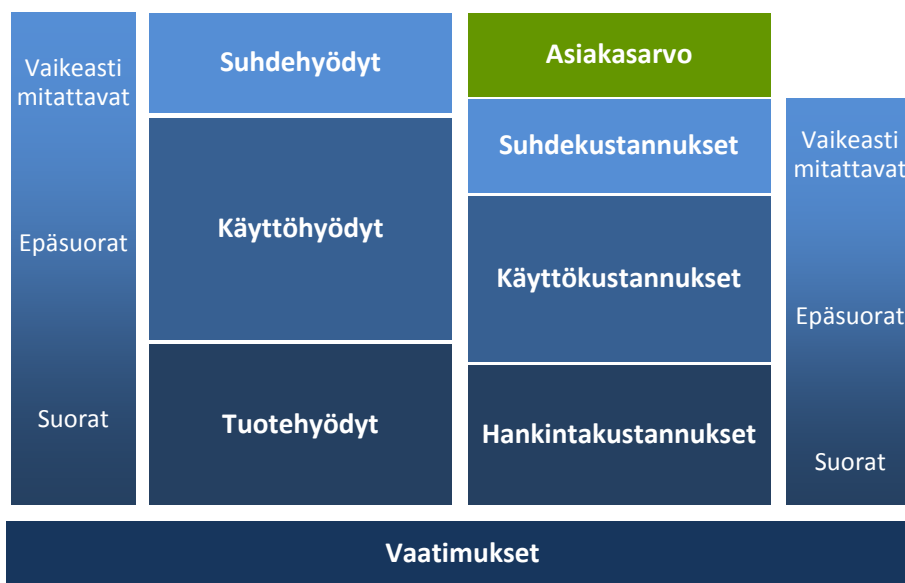 Vaikeasti
mitattavat
Epäsuorat
Suorat
Suhdehyödyt
Käyttöhyödyt
Tuotehyödyt
Asiakasarvo
Suhdekustannukset
Käyttökustannukset
Hankintakustannukset
Vaikeasti
mitattavat
Epäsuorat
Suorat
Vaatimukset